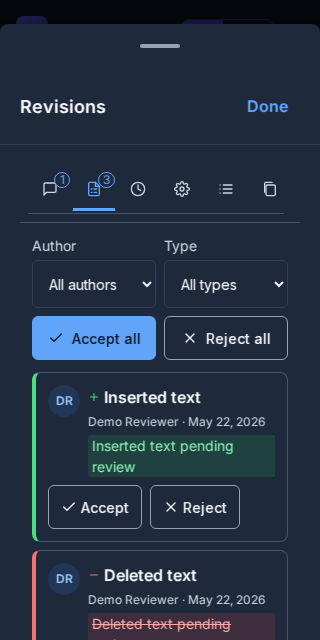 Revisions
Done
1
3
Author
Type
All authors
All types
Accept all
Reject all
DR
+ Inserted text
Demo Reviewer · May 22, 2026
Inserted text pending
review
Accept
Reject
DR
− Deleted text
Demo Reviewer · May 22, 2026
Deleted text pending